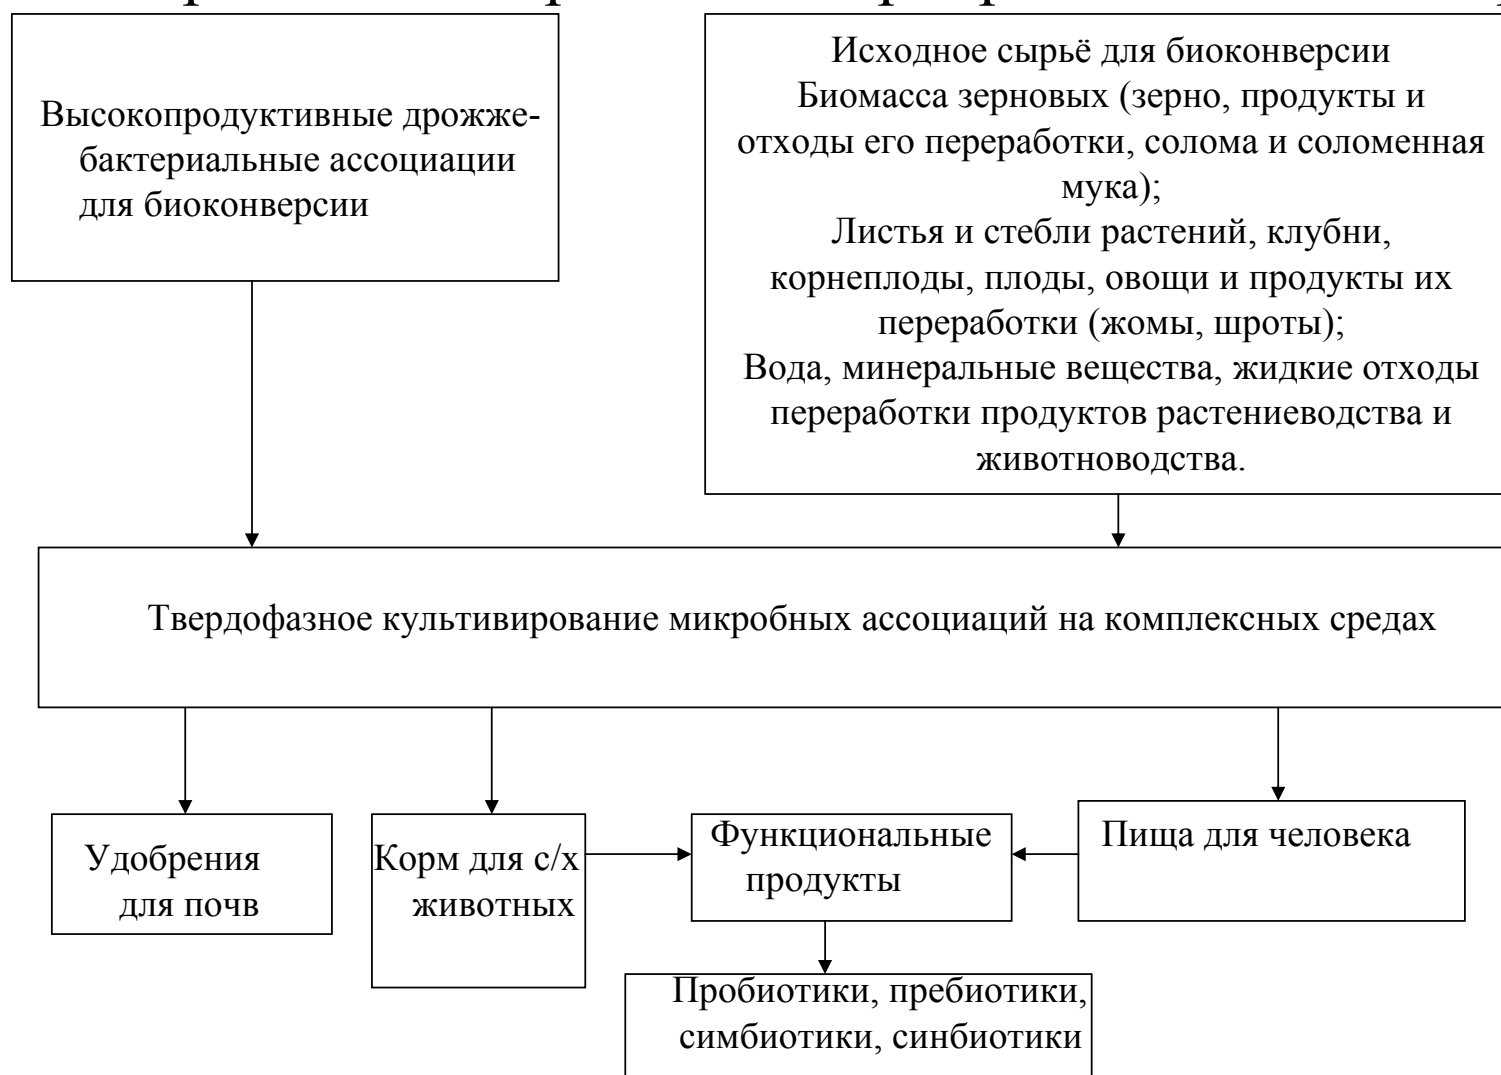 Высокопродуктивные дрожже-
бактериальные ассоциации
для биоконверсии
Исходное сырьё для биоконверсии
Биомасса зерновых (зерно, продукты и
отходы его переработки, солома и соломенная
мука);
Листья и стебли растений, клубни,
корнеплоды, плоды, овощи и продукты их
переработки (жомы, шроты);
Вода, минеральные вещества, жидкие отходы
переработки продуктов растениеводства и
животноводства.
Твердофазное культивирование микробных ассоциаций на комплексных средах
Удобрения
для почв
Корм для с/х
животных
Функциональные
продукты
Пища для человека
Пробиотики, пребиотики,
симбиотики, синбиотики